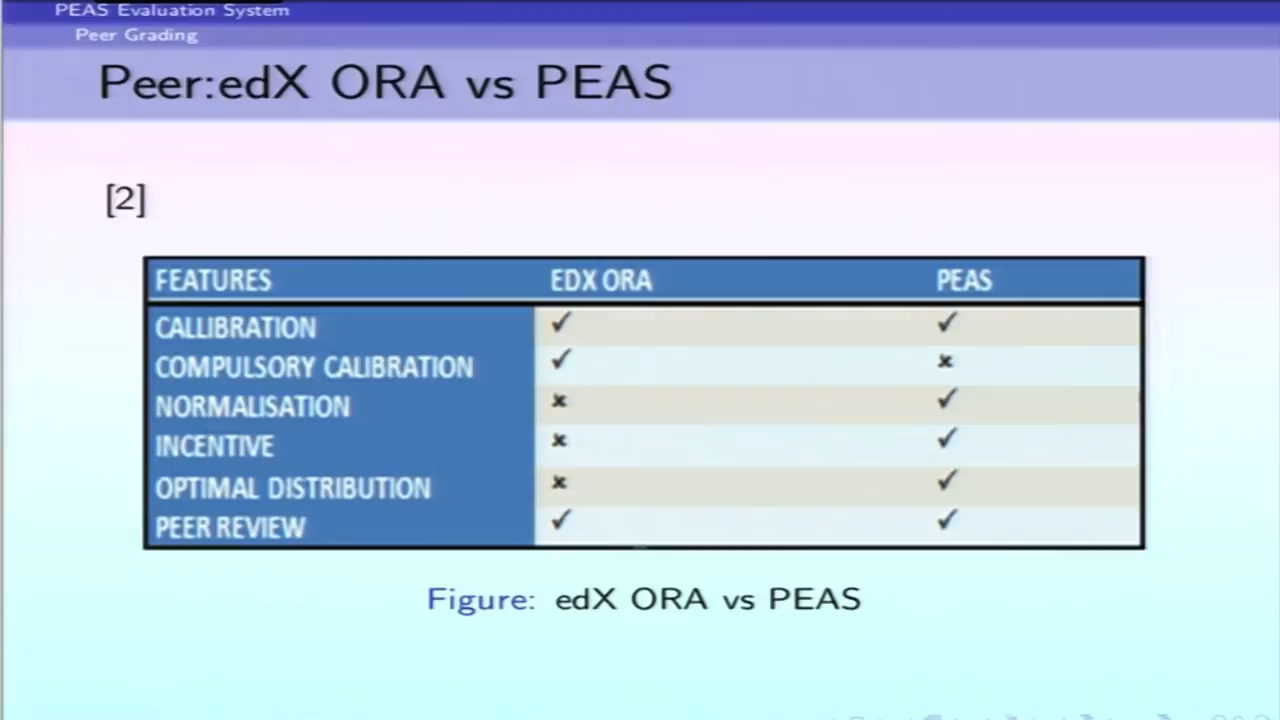 PEAS Evaluation System
Peer Grading
Peer:edX ORA vs PEAS
[2]
FEATURES EDX ORA PEAS
CALLIBRATION ✓ ✓
COMPULSORY CALIBRATION ✓ ×
NORMALISATION × ✓
INCENTIVE × ✓
OPTIMAL DISTRIBUTION × ✓
PEER REVIEW ✓ ✓
Figure: edX ORA vs PEAS